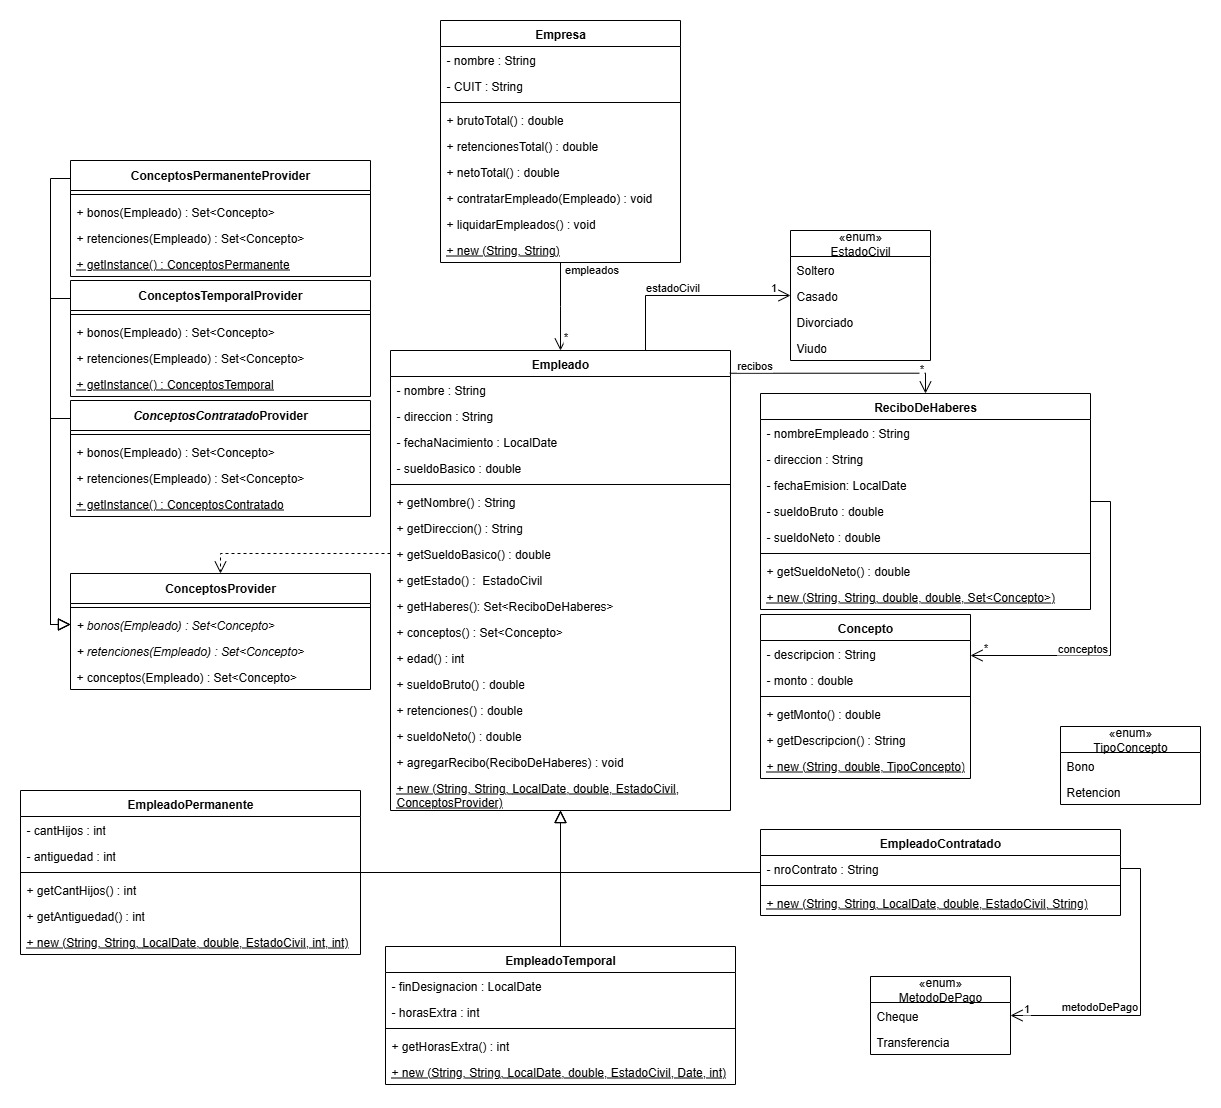 Empresa
- nombre : String
- CUIT : String
+ brutoTotal() : double
+ retencionesTotal() : double
+ netoTotal() : double
+ contratarEmpleado(Empleado) : void
+ liquidarEmpleados() : void
+ new (String, String)
empleados
*
ConceptosPermanenteProvider
+ bonos(Empleado) : Set<Concepto>
+ retenciones(Empleado) : Set<Concepto>
+ getInstance() : ConceptosPermanente
ConceptosTemporalProvider
+ bonos(Empleado) : Set<Concepto>
+ retenciones(Empleado) : Set<Concepto>
+ getInstance() : ConceptosTemporal
ConceptosContratadoProvider
+ bonos(Empleado) : Set<Concepto>
+ retenciones(Empleado) : Set<Concepto>
+ getInstance() : ConceptosContratado
ConceptosProvider
+ bonos(Empleado) : Set<Concepto>
+ retenciones(Empleado) : Set<Concepto>
+ conceptos(Empleado) : Set<Concepto>
estadoCivil
1
«enum»
EstadoCivil
Soltero
Casado
Divorciado
Viudo
Empleado
- nombre : String
- direccion : String
- fechaNacimiento : LocalDate
- sueldoBasico : double
+ getNombre() : String
+ getDireccion() : String
+ getSueldoBasico() : double
+ getEstado() :  EstadoCivil
+ getHaberes(): Set<ReciboDeHaberes>
+ conceptos() : Set<Concepto>
+ edad() : int
+ sueldoBruto() : double
+ retenciones() : double
+ sueldoNeto() : double
+ agregarRecibo(ReciboDeHaberes) : void
+ new (String, String, LocalDate, double, EstadoCivil,
ConceptosProvider)
recibos
*
ReciboDeHaberes
- nombreEmpleado : String
- direccion : String
- fechaEmision: LocalDate
- sueldoBruto : double
- sueldoNeto : double
+ getSueldoNeto() : double
+ new (String, String, double, double, Set<Concepto>)
conceptos
*
Concepto
- descripcion : String
- monto : double
+ getMonto() : double
+ getDescripcion() : String
+ new (String, double, TipoConcepto)
«enum»
TipoConcepto
Bono
Retencion
EmpleadoPermanente
- cantHijos : int
- antiguedad : int
+ getCantHijos() : int
+ getAntiguedad() : int
+ new (String, String, LocalDate, double, EstadoCivil, int, int)
EmpleadoContratado
- nroContrato : String
+ new (String, String, LocalDate, double, EstadoCivil, String)
EmpleadoTemporal
- finDesignacion : LocalDate
- horasExtra : int
+ getHorasExtra() : int
+ new (String, String, LocalDate, double, EstadoCivil, Date, int)
«enum»
MetodoDePago
Cheque
Transferencia
1
metodoDePago